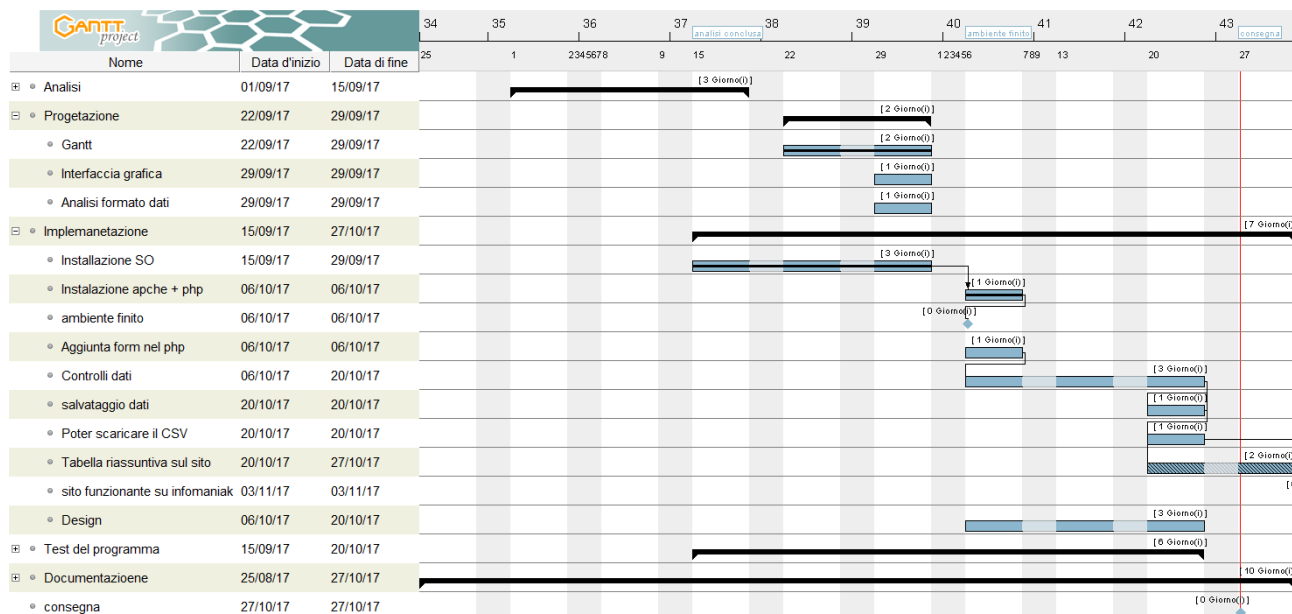 GANTT project
34 35 36 37 38 39 40 41 42 43
analisi conclusa ambiente finito consegna
Nome Data d'inizio Data di fine
25 1 2345678 9 15 22 29 123456 789 13 20 27
Analisi 01/09/17 15/09/17 [3 Giorno(i)]
Progetazione 22/09/17 29/09/17 [2 Giorno(i)]
Gantt 22/09/17 29/09/17 [2 Giorno(i)]
Interfaccia grafica 29/09/17 29/09/17 [1 Giorno(i)]
Analisi formato dati 29/09/17 29/09/17 [1 Giorno(i)]
Implemanetazione 15/09/17 27/10/17 [7 Giorno(i)
Installazione SO 15/09/17 29/09/17 [3 Giorno(i)]
Instalazione apche + php 06/10/17 06/10/17 [1 Giorno(i)]
ambiente finito 06/10/17 06/10/17 [0 Giorno(i)]
Aggiunta form nel php 06/10/17 06/10/17 [1 Giorno(i)]
Controlli dati 06/10/17 20/10/17 [3 Giorno(i)]
salvataggio dati 20/10/17 20/10/17 [1 Giorno(i)]
Poter scaricare il CSV 20/10/17 20/10/17 [1 Giorno(i)]
Tabella riassuntiva sul sito 20/10/17 27/10/17 [2 Giorno(i)
sito funzionante su infomaniak 03/11/17 03/11/17
Design 06/10/17 20/10/17 [3 Giorno(i)]
Test del programma 15/09/17 20/10/17 [6 Giorno(i)]
Documentazioene 25/08/17 27/10/17 [10 Giorno(i)
consegna 27/10/17 27/10/17 [0 Giorno(i)]